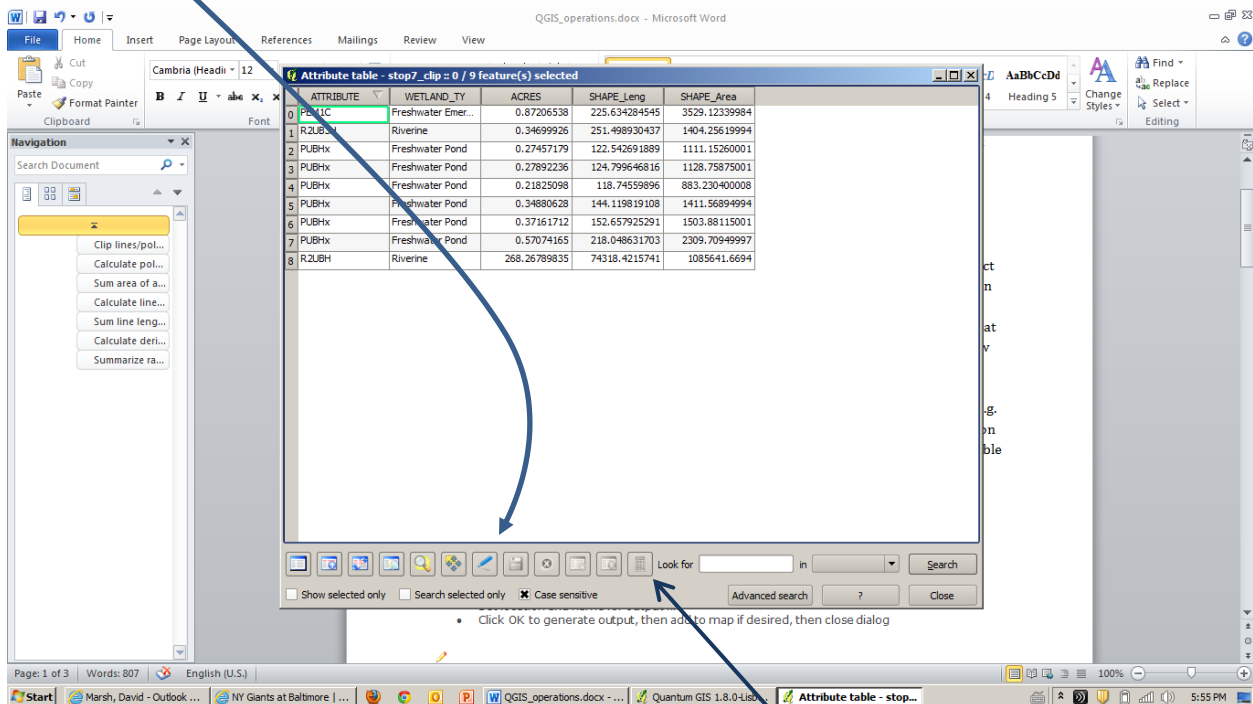 QGIS_operations.docx - Microsoft Word
File Home Insert Page Layout References Mailings Review View
Paste
Cut
Copy
Format Painter
Clipboard
Cambria (Headi 12
B I U abc X₂ X
Font
AaBbCcDd
4 Heading 5
Change Styles
Find
Replace
Select
Editing
Navigation
Search Document
Clip lines/pol...
Calculate pol...
Sum area of a...
Calculate line...
Sum line leng...
Calculate deri...
Summarize ra...
Attribute table - stop7_clip :: 0 / 9 feature(s) selected
ATTRIBUTE WETLAND_TY ACRES SHAPE_Leng SHAPE_Area
0 PEM1C Freshwater Emer... 0.87206538 225.634284545 3529.12339984
1 R2UBSH Riverine 0.34699926 251.498930437 1404.25619994
2 PUBHx Freshwater Pond 0.27457179 122.542691889 1111.15260001
3 PUBHx Freshwater Pond 0.27892236 124.799646816 1128.75875001
4 PUBHx Freshwater Pond 0.21825098 118.74559896 883.230400008
5 PUBHx Freshwater Pond 0.34880628 144.119819108 1411.56894994
6 PUBHx Freshwater Pond 0.37161712 152.657925291 1503.88115001
7 PUBHx Freshwater Pond 0.57074165 218.048631703 2309.70949997
8 R2UBH Riverine 268.26789835 74318.4215741 1085641.6694
ct
n
at
.g.
on
ble
Look for in Search
Show selected only Search selected only Case sensitive Advanced search ? Close
Click OK to generate output, then add to map if desired, then close dialog
Page: 1 of 3 Words: 807 English (U.S.) 100%
Start Marsh, David - Outlook ... NY Giants at Baltimore | ... QGIS_operations.docx - ... Quantum GIS 1.8.0-Lisb... Attribute table - stop... 5:55 PM